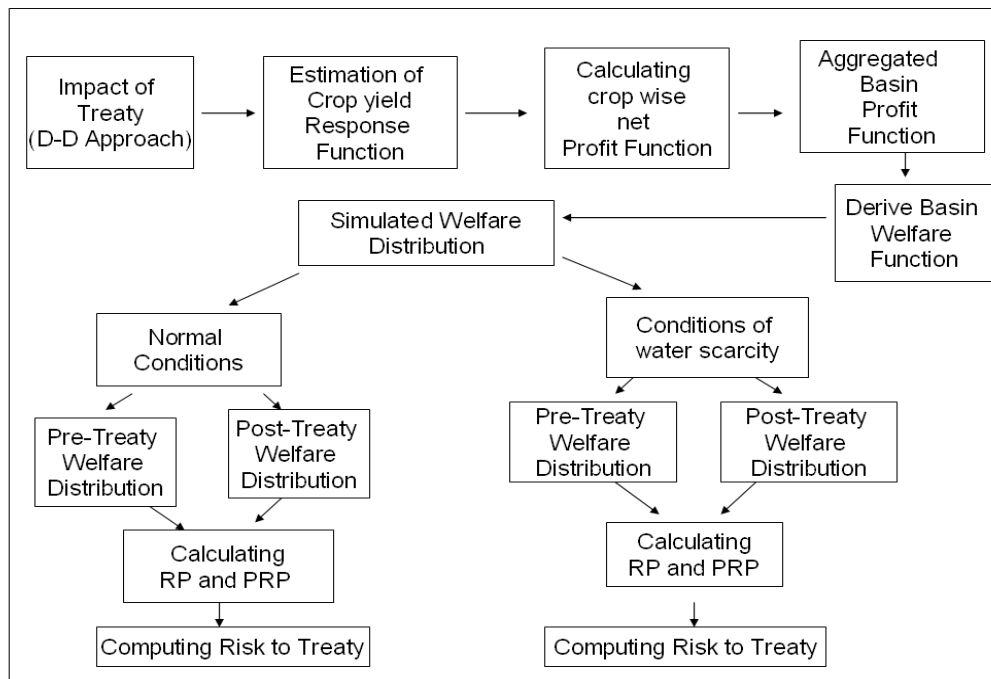 Impact of
Treaty
(D-D Approach)
Estimation of
Crop yield
Response
Function
Calculating
crop wise
net
Profit Function
Aggregated
Basin
Profit
Function
Derive Basin
Welfare
Function
Simulated Welfare
Distribution
Normal
Conditions
Conditions of
water scarcity
Pre-Treaty
Welfare
Distribution
Post-Treaty
Welfare
Distribution
Pre-Treaty
Welfare
Distribution
Post-Treaty
Welfare
Distribution
Calculating
RP and PRP
Calculating
RP and PRP
Computing Risk to Treaty
Computing Risk to Treaty